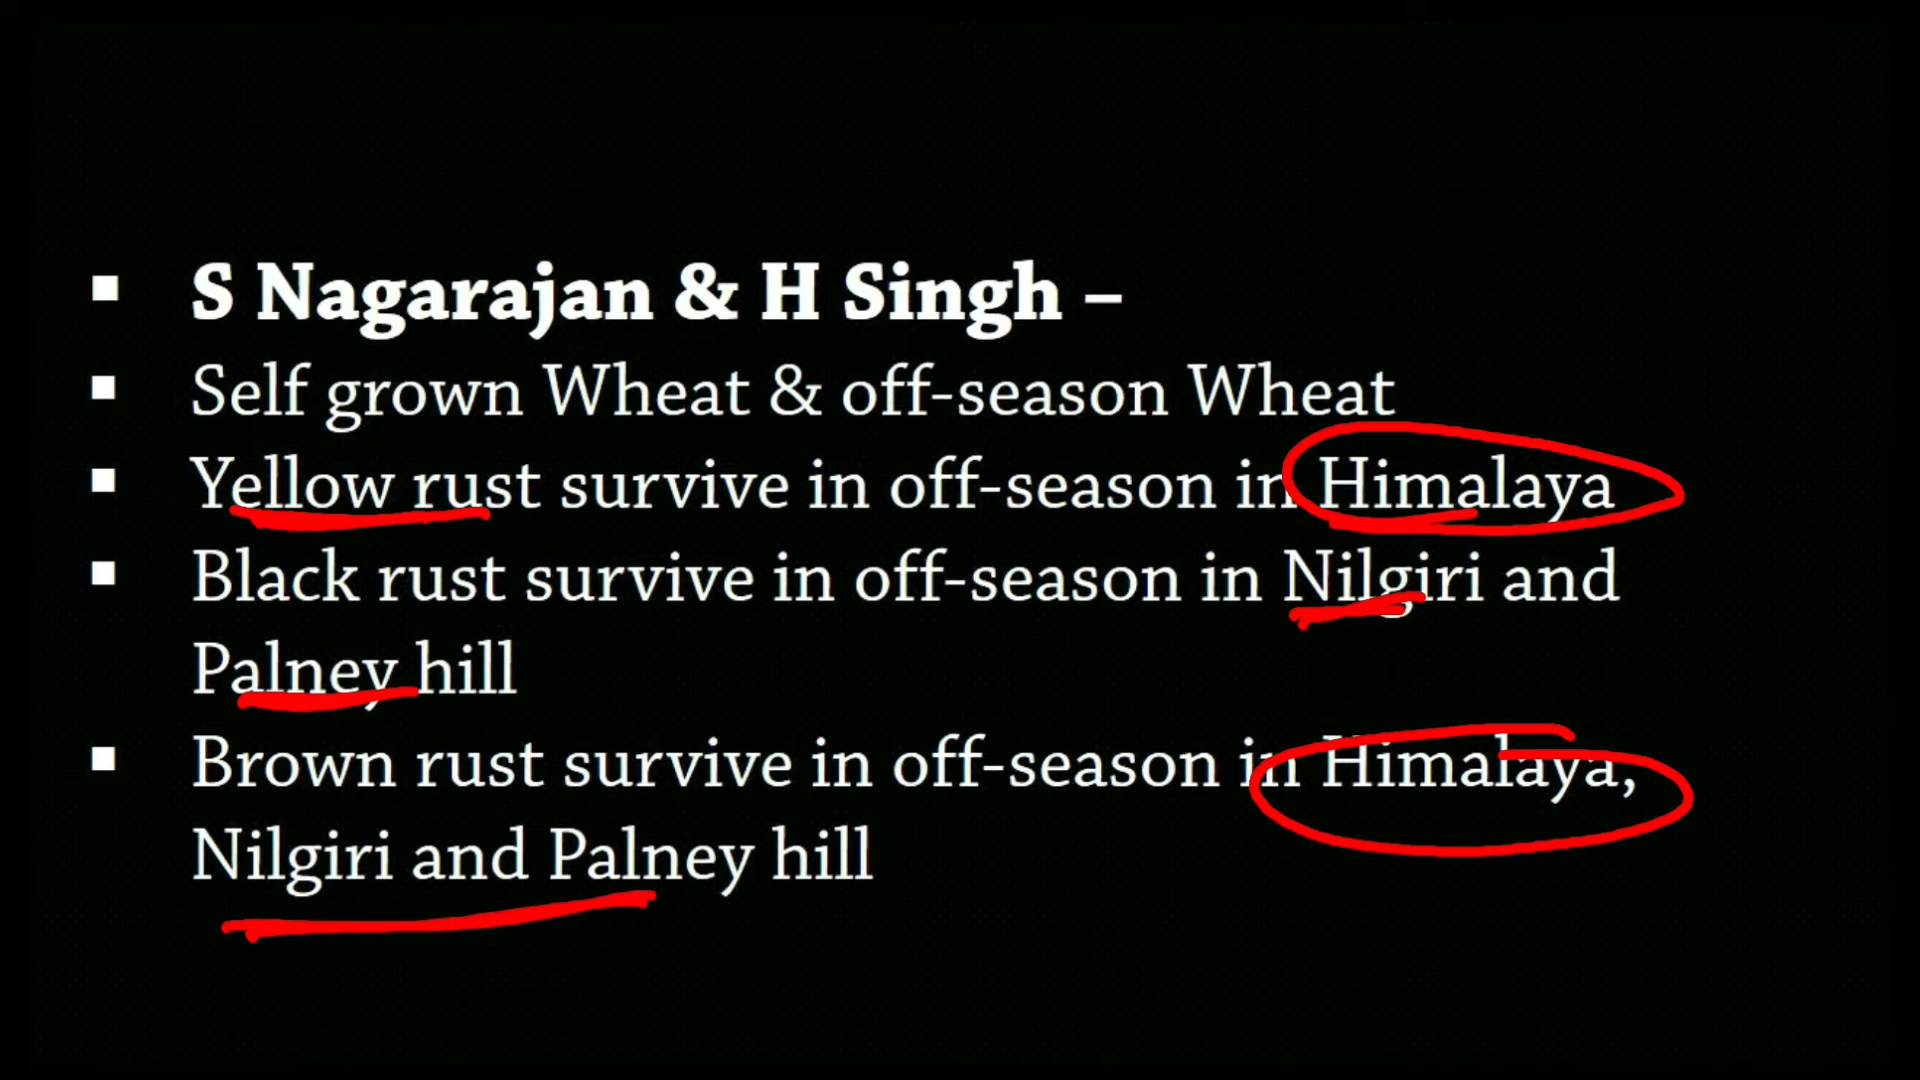 ▪ S Nagarajan & H Singh –
▪ Self grown Wheat & off-season Wheat
▪ Yellow rust survive in off-season in Himalaya
▪ Black rust survive in off-season in Nilgiri and
Palney hill
▪ Brown rust survive in off-season in Himalaya,
Nilgiri and Palney hill